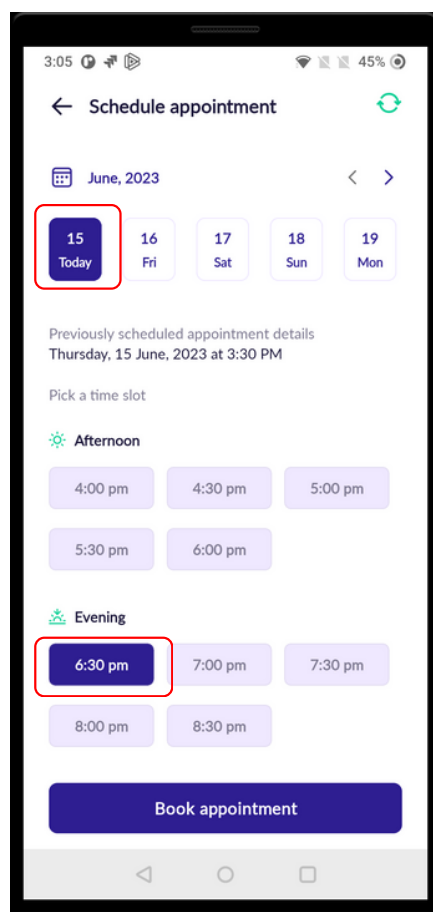 3:05 45%
Schedule appointment
June, 2023
15 16 17 18 19
Today Fri Sat Sun Mon
Previously scheduled appointment details
Thursday, 15 June, 2023 at 3:30 PM
Pick a time slot
Afternoon
4:00 pm 4:30 pm 5:00 pm
5:30 pm 6:00 pm
Evening
6:30 pm 7:00 pm 7:30 pm
8:00 pm 8:30 pm
Book appointment